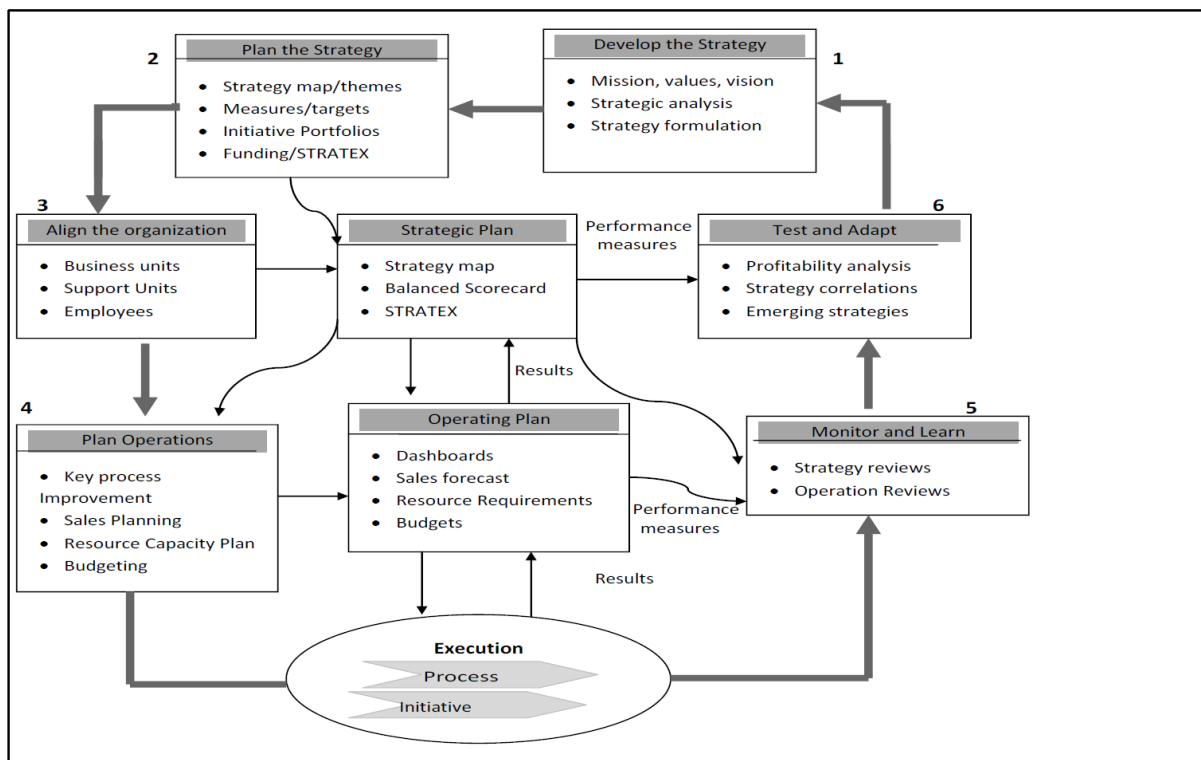 2
Plan the Strategy
• Strategy map/themes
• Measures/targets
• Initiative Portfolios
• Funding/STRATEX
Develop the Strategy
1
• Mission, values, vision
• Strategic analysis
• Strategy formulation
3
Align the organization
• Business units
• Support Units
• Employees
Strategic Plan
• Strategy map
• Balanced Scorecard
• STRATEX
Performance
measures
6
Test and Adapt
• Profitability analysis
• Strategy correlations
• Emerging strategies
Results
4
Plan Operations
• Key process
Improvement
• Sales Planning
• Resource Capacity Plan
• Budgeting
Operating Plan
• Dashboards
• Sales forecast
• Resource Requirements
• Budgets
Performance
measures
5
Monitor and Learn
• Strategy reviews
• Operation Reviews
Results
Execution
Process
Initiative